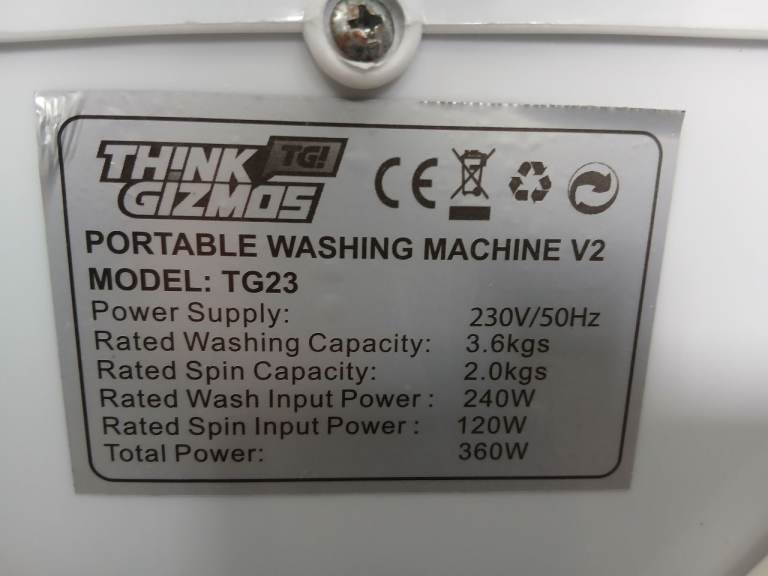 THINK TG!
GIZMOS
CE
PORTABLE WASHING MACHINE V2
MODEL: TG23
Power Supply: 230V/50Hz
Rated Washing Capacity: 3.6kgs
Rated Spin Capacity: 2.0kgs
Rated Wash Input Power : 240W
Rated Spin Input Power : 120W
Total Power: 360W